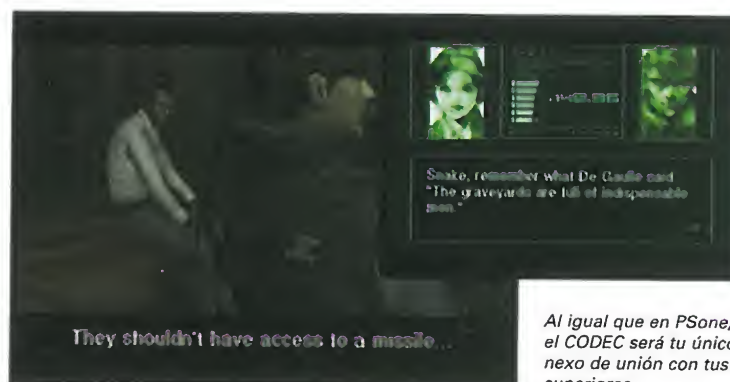 Snake, remember what De Gaulle said
"The graveyards are full of indispensable
men."
They shouldn't have access to a missile...
Al igual que en PSone,
el CODEC será tu único
nexo de unión con tus
superiores.